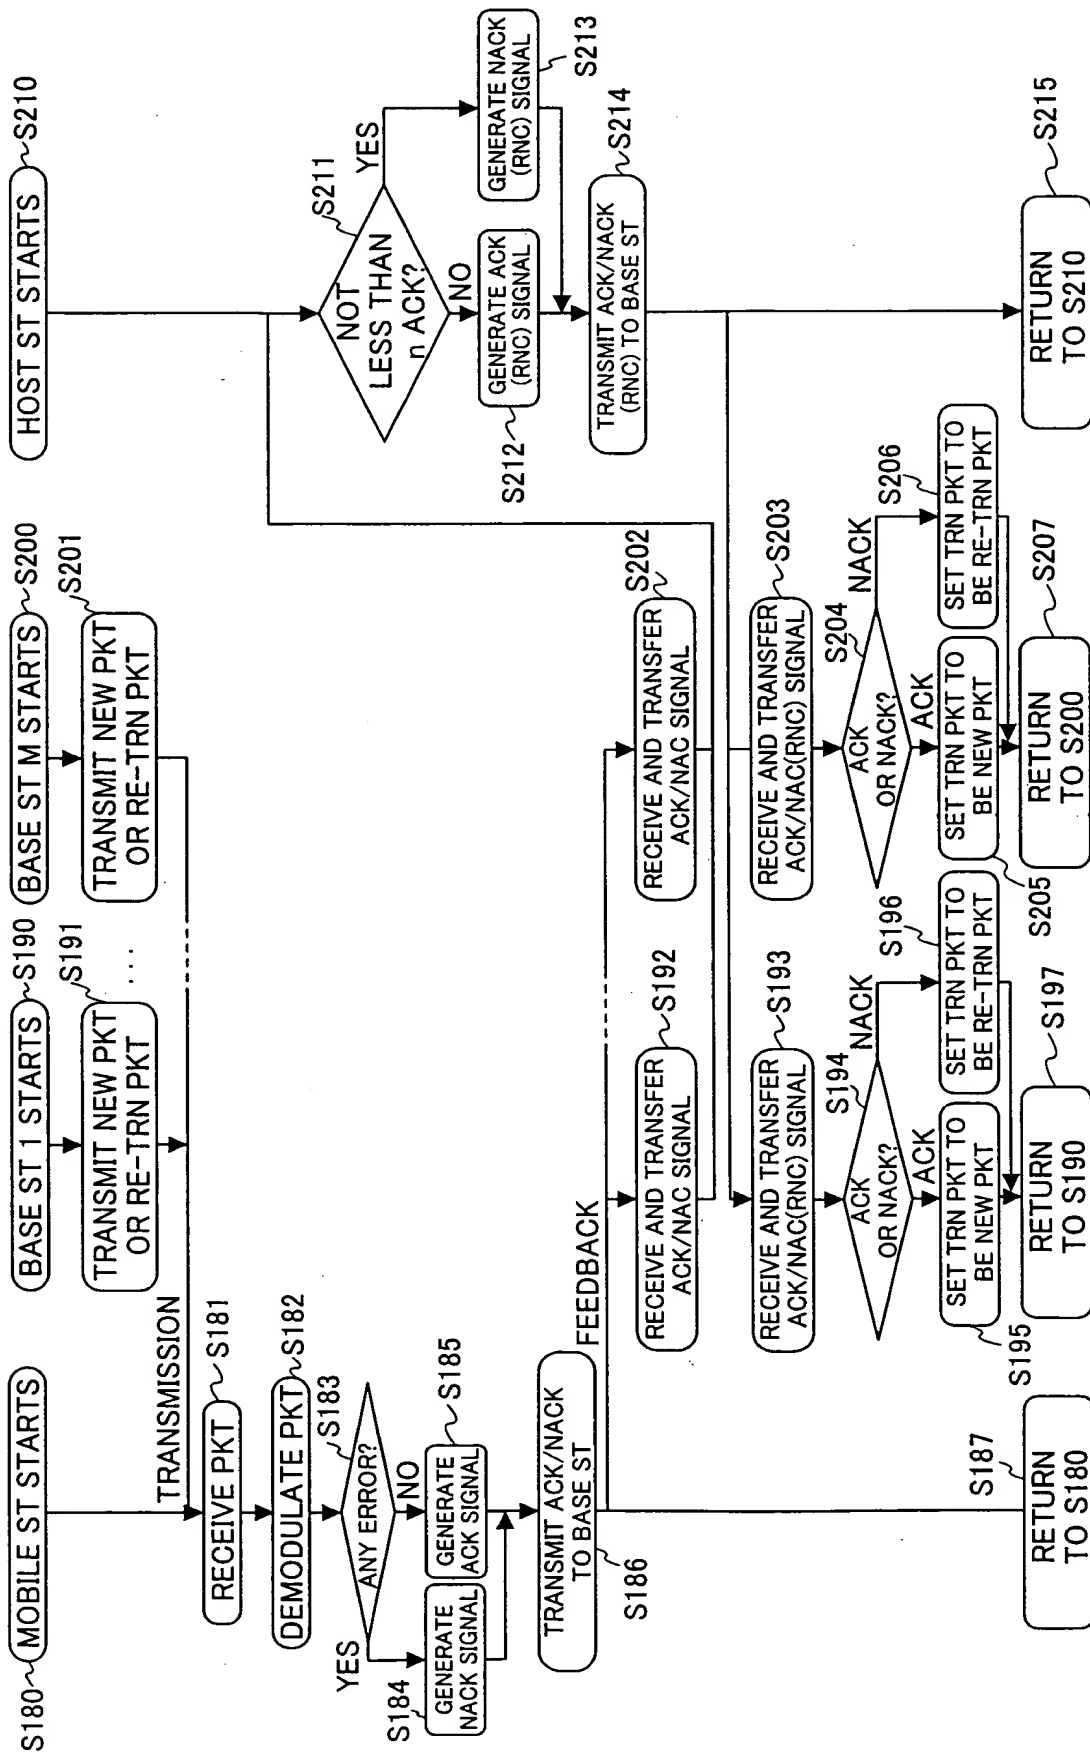 S180
MOBILE ST STARTS
TRANSMISSION
RECEIVE PKT
S181
DEMODULATE PKT
S182
ANY ERROR?
S183
YES
NO
S184
GENERATE
NACK SIGNAL
GENERATE
ACK SIGNAL
S185
TRANSMIT ACK/NACK
TO BASE ST
S186
FEEDBACK
S187
RETURN
TO S180
BASE ST 1 STARTS
S190
TRANSMIT NEW PKT
OR RE-TRN PKT
S191
...
RECEIVE AND TRANSFER
ACK/NAC SIGNAL
S192
RECEIVE AND TRANSFER
ACK/NAC(RNC) SIGNAL
S193
ACK
OR NACK?
S194
ACK
NACK
SET TRN PKT TO
BE NEW PKT
S195
SET TRN PKT TO
BE RE-TRN PKT
S196
RETURN
TO S190
S197
BASE ST M STARTS
S200
TRANSMIT NEW PKT
OR RE-TRN PKT
S201
RECEIVE AND TRANSFER
ACK/NAC SIGNAL
S202
RECEIVE AND TRANSFER
ACK/NAC(RNC) SIGNAL
S203
ACK
OR NACK?
S204
ACK
NACK
SET TRN PKT TO
BE NEW PKT
S205
SET TRN PKT TO
BE RE-TRN PKT
S206
RETURN
TO S200
S207
HOST ST STARTS
S210
NOT
LESS THAN
n ACK?
S211
YES
NO
GENERATE ACK
(RNC) SIGNAL
S212
GENERATE NACK
(RNC) SIGNAL
S213
TRANSMIT ACK/NACK
(RNC) TO BASE ST
S214
RETURN
TO S210
S215